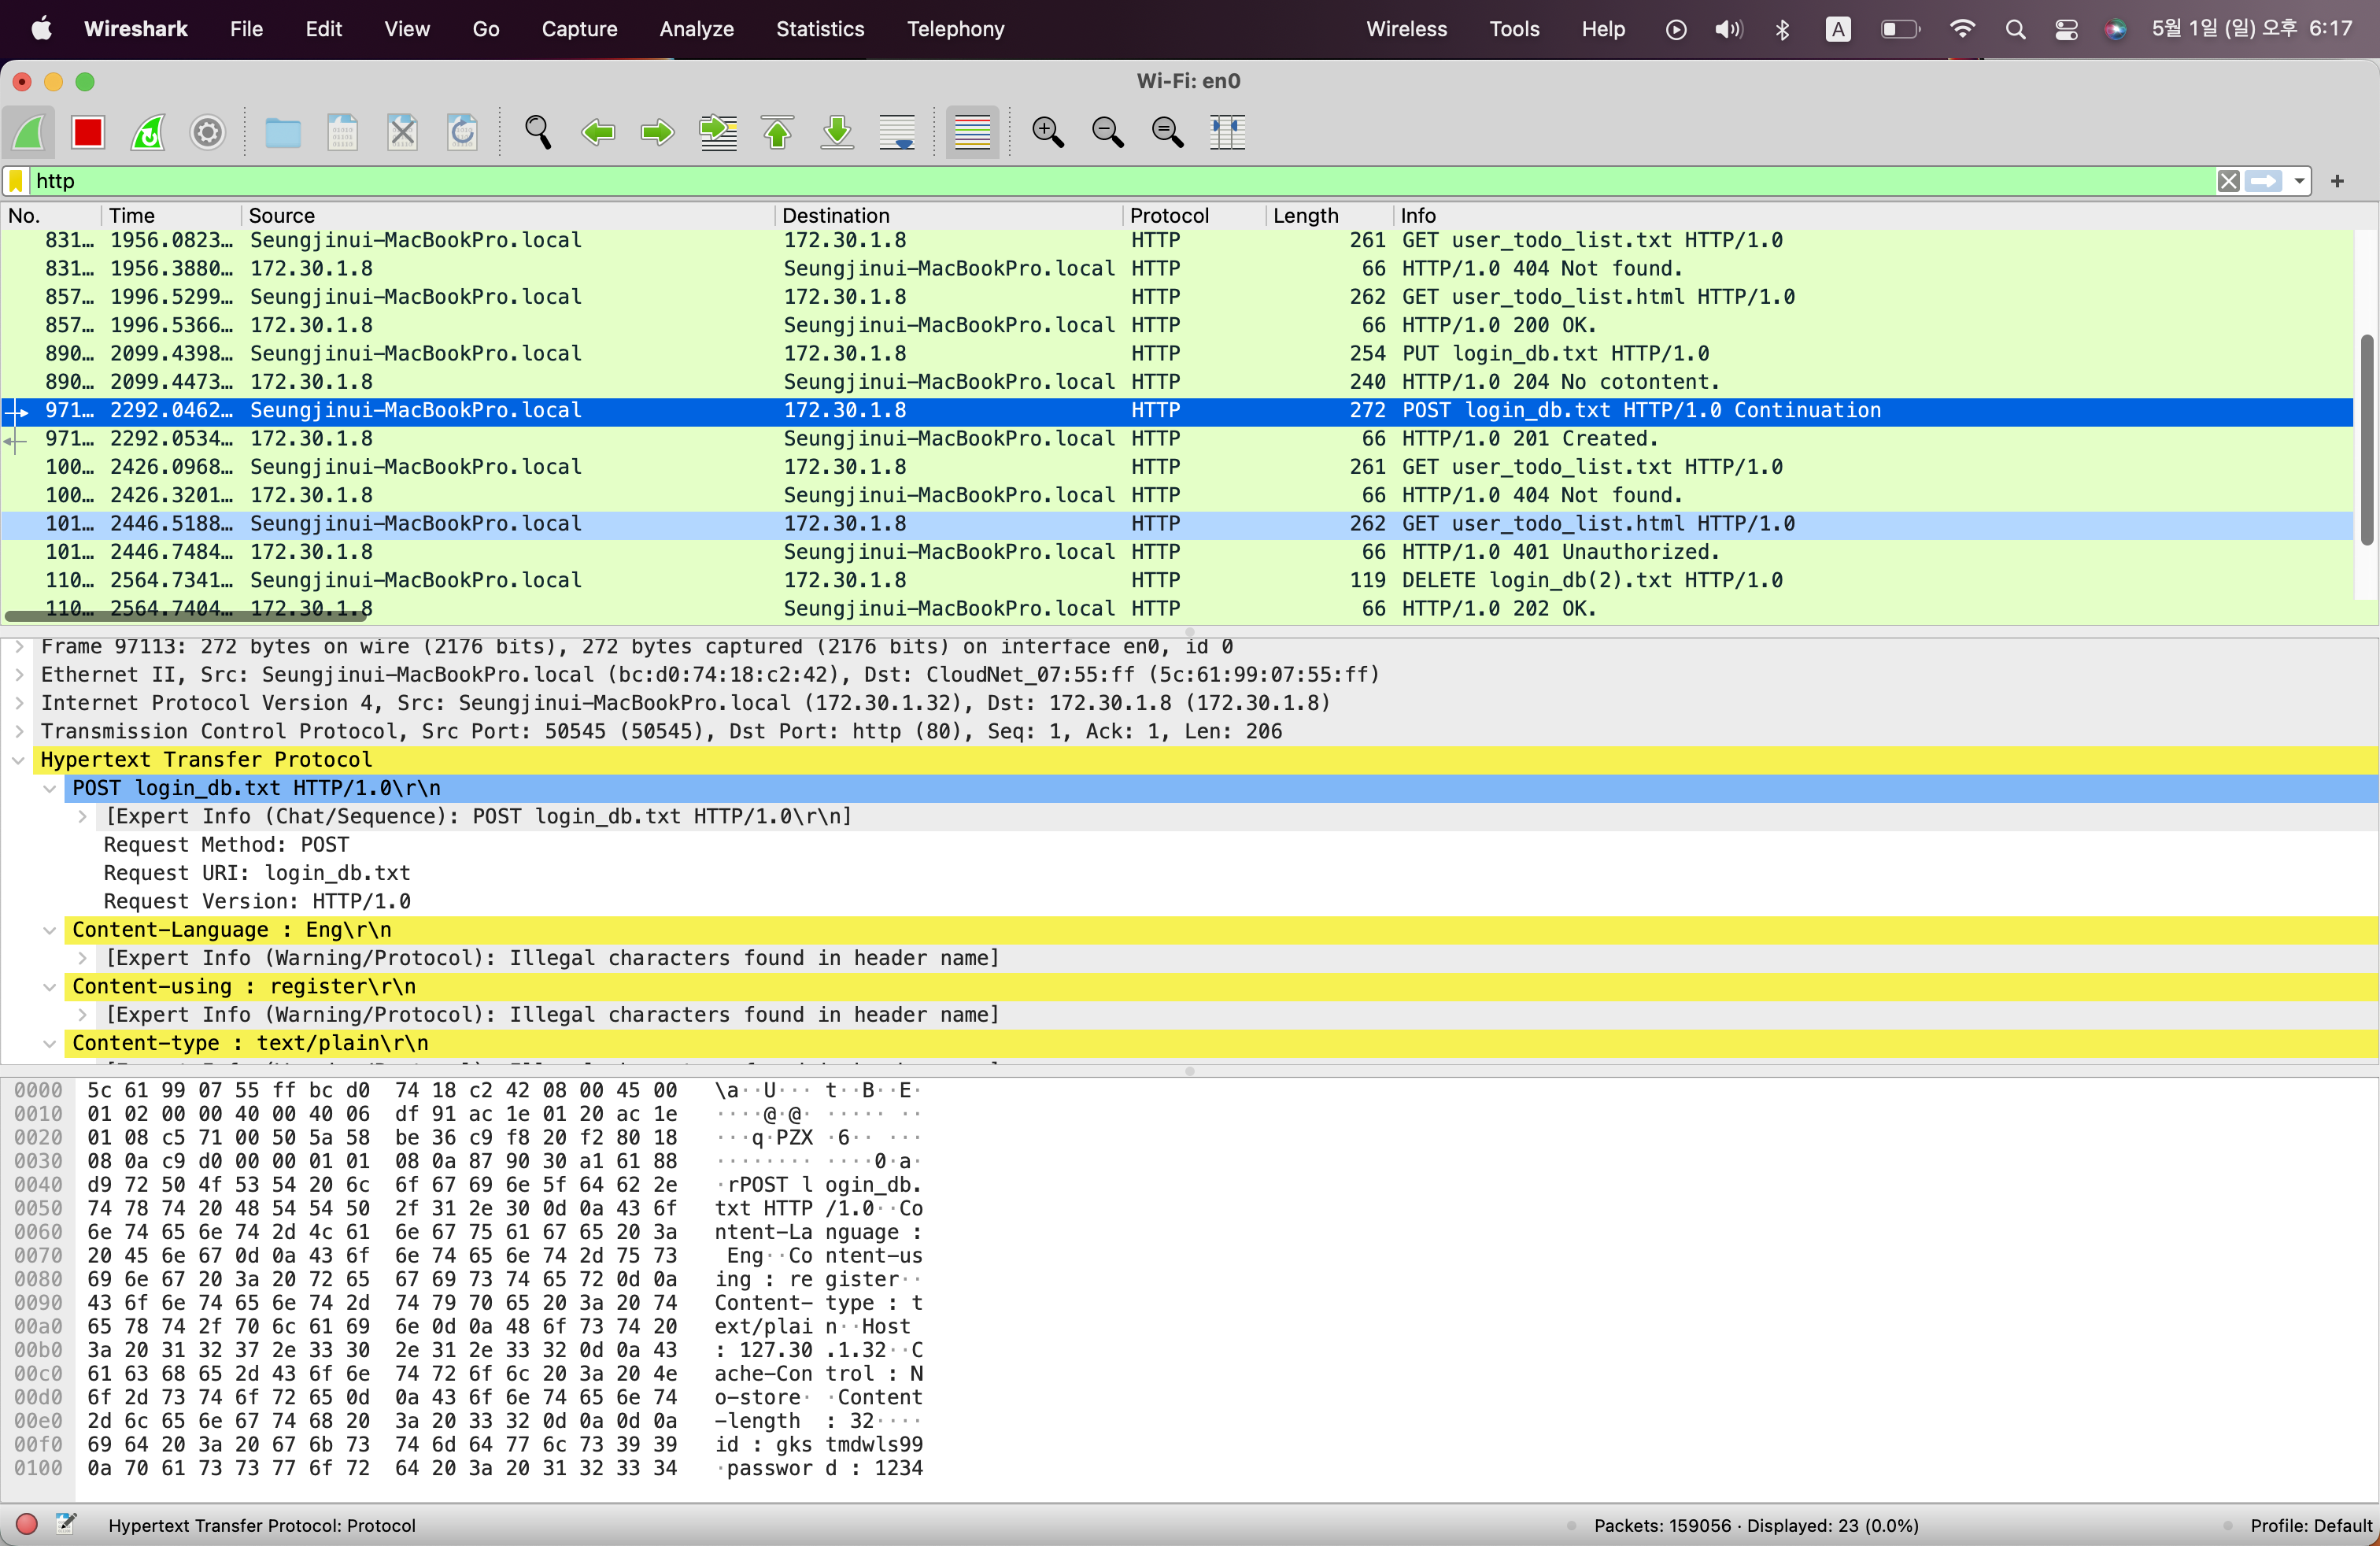 Wireshark File Edit View Go Capture Analyze Statistics Telephony Wireless Tools Help A 5월 1일 (일) 오후 6:17
Wi-Fi: en0
http
No. Time Source Destination Protocol Length Info
831… 1956.0823… Seungjinui-MacBookPro.local 172.30.1.8 HTTP 261 GET user_todo_list.txt HTTP/1.0
831… 1956.3880… 172.30.1.8 Seungjinui-MacBookPro.local HTTP 66 HTTP/1.0 404 Not found.
857… 1996.5299… Seungjinui-MacBookPro.local 172.30.1.8 HTTP 262 GET user_todo_list.html HTTP/1.0
857… 1996.5366… 172.30.1.8 Seungjinui-MacBookPro.local HTTP 66 HTTP/1.0 200 OK.
890… 2099.4398… Seungjinui-MacBookPro.local 172.30.1.8 HTTP 254 PUT login_db.txt HTTP/1.0
890… 2099.4473… 172.30.1.8 Seungjinui-MacBookPro.local HTTP 240 HTTP/1.0 204 No cotontent.
971… 2292.0462… Seungjinui-MacBookPro.local 172.30.1.8 HTTP 272 POST login_db.txt HTTP/1.0 Continuation
971… 2292.0534… 172.30.1.8 Seungjinui-MacBookPro.local HTTP 66 HTTP/1.0 201 Created.
100… 2426.0968… Seungjinui-MacBookPro.local 172.30.1.8 HTTP 261 GET user_todo_list.txt HTTP/1.0
100… 2426.3201… 172.30.1.8 Seungjinui-MacBookPro.local HTTP 66 HTTP/1.0 404 Not found.
101… 2446.5188… Seungjinui-MacBookPro.local 172.30.1.8 HTTP 262 GET user_todo_list.html HTTP/1.0
101… 2446.7484… 172.30.1.8 Seungjinui-MacBookPro.local HTTP 66 HTTP/1.0 401 Unauthorized.
110… 2564.7341… Seungjinui-MacBookPro.local 172.30.1.8 HTTP 119 DELETE login_db(2).txt HTTP/1.0
110… 2564.7404… 172.30.1.8 Seungjinui-MacBookPro.local HTTP 66 HTTP/1.0 202 OK.
Frame 97113: 272 bytes on wire (2176 bits), 272 bytes captured (2176 bits) on interface en0, id 0
Ethernet II, Src: Seungjinui-MacBookPro.local (bc:d0:74:18:c2:42), Dst: CloudNet_07:55:ff (5c:61:99:07:55:ff)
Internet Protocol Version 4, Src: Seungjinui-MacBookPro.local (172.30.1.32), Dst: 172.30.1.8 (172.30.1.8)
Transmission Control Protocol, Src Port: 50545 (50545), Dst Port: http (80), Seq: 1, Ack: 1, Len: 206
Hypertext Transfer Protocol
POST login_db.txt HTTP/1.0\r\n
[Expert Info (Chat/Sequence): POST login_db.txt HTTP/1.0\r\n]
Request Method: POST
Request URI: login_db.txt
Request Version: HTTP/1.0
Content-Language : Eng\r\n
[Expert Info (Warning/Protocol): Illegal characters found in header name]
Content-using : register\r\n
[Expert Info (Warning/Protocol): Illegal characters found in header name]
Content-type : text/plain\r\n
0000 5c 61 99 07 55 ff bc d0 74 18 c2 42 08 00 45 00 \a··U··· t··B··E·
0010 01 02 00 00 40 00 40 06 df 91 ac 1e 01 20 ac 1e ····@·@· ····· ··
0020 01 08 c5 71 00 50 5a 58 be 36 c9 f8 20 f2 80 18 ···q·PZX ·6·· ···
0030 08 0a c9 d0 00 00 01 01 08 0a 87 90 30 a1 61 88 ········ ····0·a·
0040 d9 72 50 4f 53 54 20 6c 6f 67 69 6e 5f 64 62 2e ·rPOST l ogin_db.
0050 74 78 74 20 48 54 54 50 2f 31 2e 30 0d 0a 43 6f txt HTTP /1.0··Co
0060 6e 74 65 6e 74 2d 4c 61 6e 67 75 61 67 65 20 3a ntent-La nguage :
0070 20 45 6e 67 0d 0a 43 6f 6e 74 65 6e 74 2d 75 73 Eng··Co ntent-us
0080 69 6e 67 20 3a 20 72 65 67 69 73 74 65 72 0d 0a ing : re gister··
0090 43 6f 6e 74 65 6e 74 2d 74 79 70 65 20 3a 20 74 Content- type : t
00a0 65 78 74 2f 70 6c 61 69 6e 0d 0a 48 6f 73 74 20 ext/plai n··Host
00b0 3a 20 31 32 37 2e 33 30 2e 31 2e 33 32 0d 0a 43 : 127.30 .1.32··C
00c0 61 63 68 65 2d 43 6f 6e 74 72 6f 6c 20 3a 20 4e ache-Con trol : N
00d0 6f 2d 73 74 6f 72 65 0d 0a 43 6f 6e 74 65 6e 74 o-store· ·Content
00e0 2d 6c 65 6e 67 74 68 20 3a 20 33 32 0d 0a 0d 0a -length : 32····
00f0 69 64 20 3a 20 67 6b 73 74 6d 64 77 6c 73 39 39 id : gks tmdwls99
0100 0a 70 61 73 73 77 6f 72 64 20 3a 20 31 32 33 34 ·passwor d : 1234
Hypertext Transfer Protocol: Protocol Packets: 159056 · Displayed: 23 (0.0%) Profile: Default